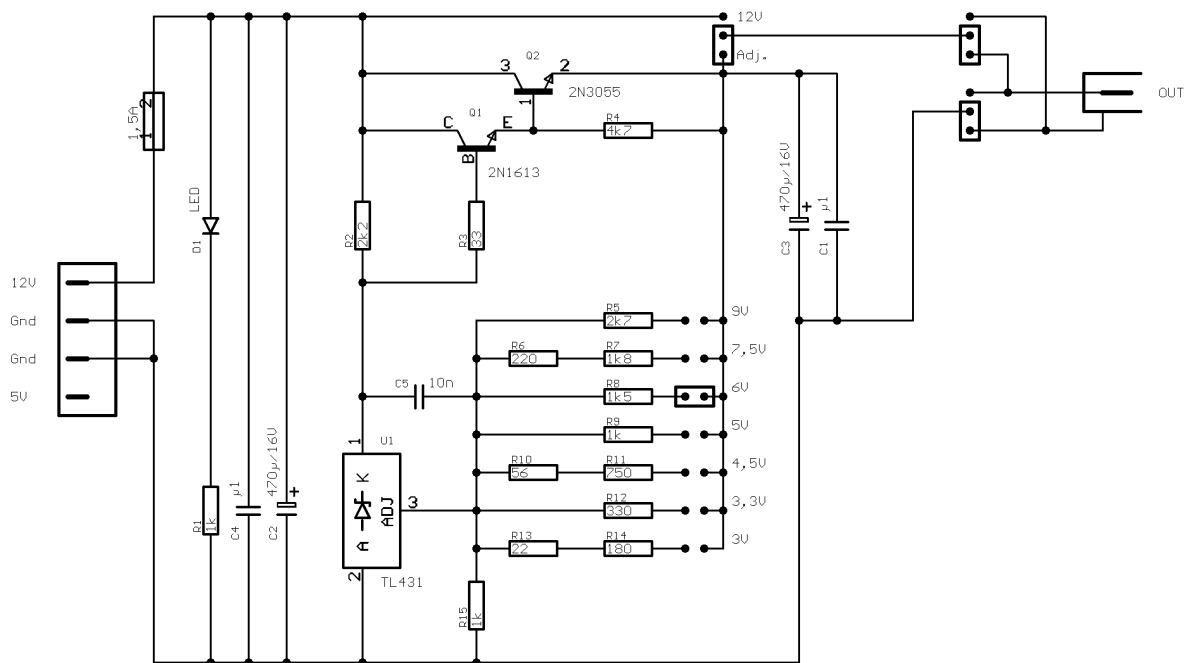 12V
Adj.
Q2
3
2
2N3055
1
1,5A
2
1
Q1
C
E
B
2N1613
R4
4k7
OUT
LED
D1
R2
2k2
R3
33
470µ/16V
+
C3
µ1
C1
12V
Gnd
Gnd
5V
R5
2k7
9V
R6
220
R7
1k8
7,5V
C5
10n
R8
1k5
6V
R9
1k
5V
R10
56
R11
750
4,5V
R12
330
3,3V
R13
22
R14
180
3V
1
U1
K
ADJ
A
3
2
TL431
R15
1k
R1
1k
µ1
C4
470µ/16V
+
C2